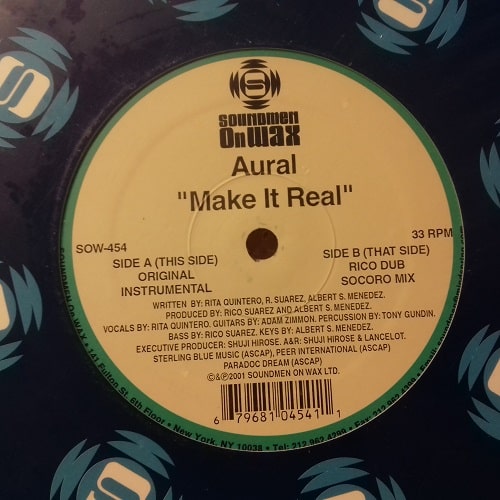 S
SOUNDMEN
ON WAX
Aural
"Make It Real"
SOW-454
33 RPM
SIDE A (THIS SIDE)
ORIGINAL
INSTRUMENTAL
SIDE B (THAT SIDE)
RICO DUB
SOCORO MIX
WRITTEN BY: RITA QUINTERO, R. SUAREZ, ALBERT S. MENEDEZ.
PRODUCED BY: RICO SUAREZ AND ALBERT S. MENEDEZ.
VOCALS BY: RITA QUINTERO. GUITARS BY: ADAM ZIMMON. PERCUSSION BY: TONY GUNDIN.
BASS BY: RICO SUAREZ. KEYS BY: ALBERT S. MENEDEZ.
EXECUTIVE PRODUCER: SHUJI HIROSE. A&R: SHUJI HIROSE & LANCELOT.
STERLING BLUE MUSIC (ASCAP), PEER INTERNATIONAL (ASCAP)
PARADOC DREAM (ASCAP)
©&℗2001 SOUNDMEN ON WAX LTD.
6 79681 04541 1
SOUNDMEN ON WAX • 141 Fulton St. 6th Floor • New York, NY 10038 • Tel: 212 962 4299 •